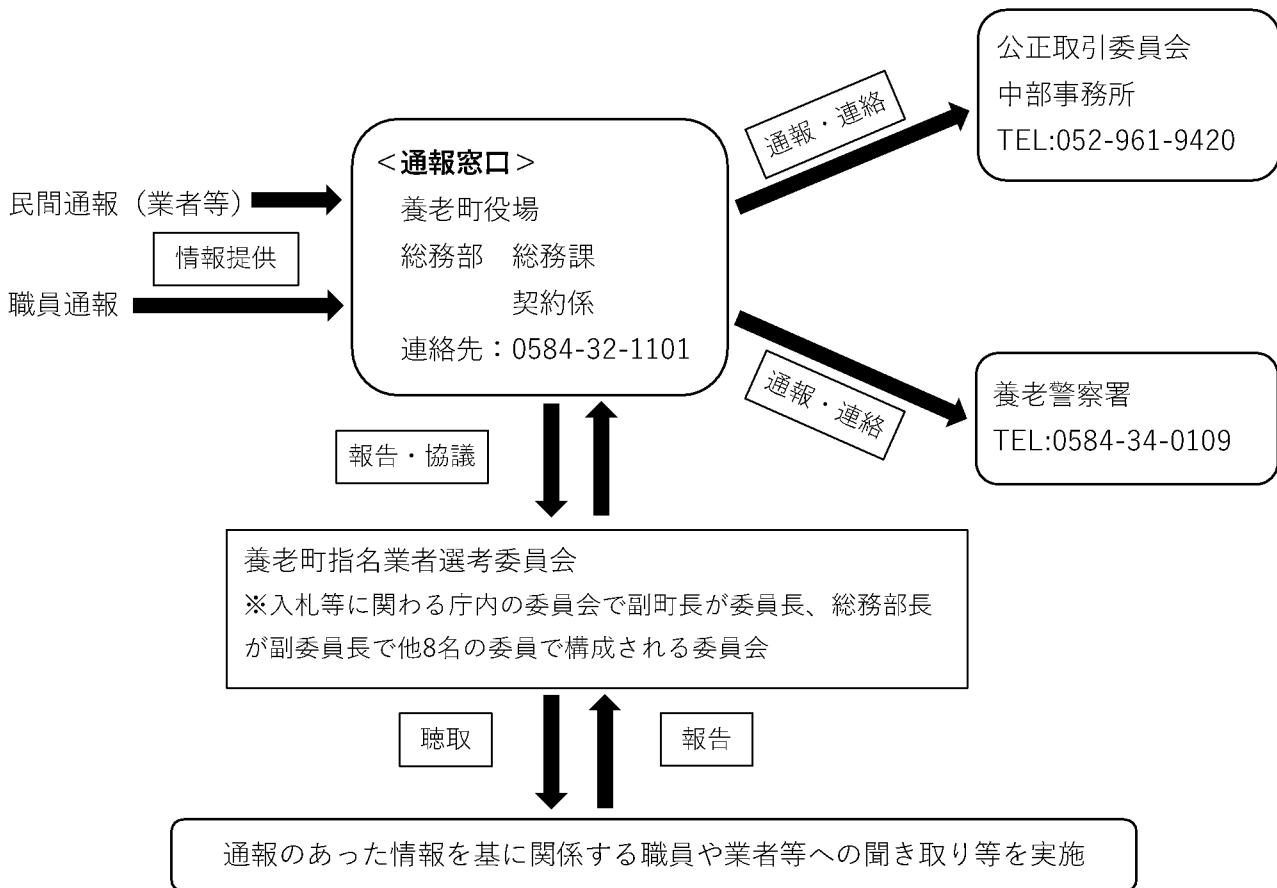 公正取引委員会
中部事務所
TEL:052-961-9420
通報・連絡
＜通報窓口＞
養老町役場
総務部　総務課
契約係
連絡先：0584-32-1101
民間通報（業者等）
情報提供
職員通報
通報・連絡
養老警察署
TEL:0584-34-0109
報告・協議
養老町指名業者選考委員会
※入札等に関わる庁内の委員会で副町長が委員長、総務部長
が副委員長で他8名の委員で構成される委員会
聴取
報告
通報のあった情報を基に関係する職員や業者等への聞き取り等を実施